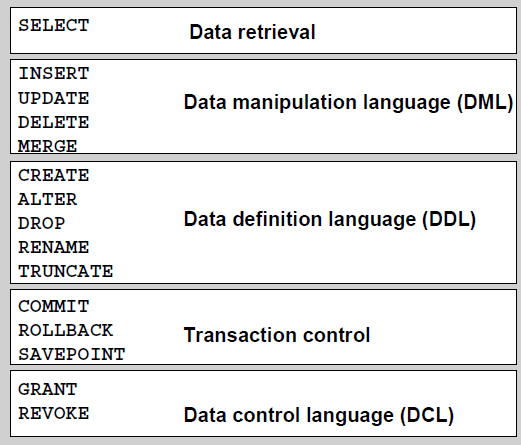 SELECT Data retrieval
INSERT
UPDATE Data manipulation language (DML)
DELETE
MERGE
CREATE
ALTER
DROP Data definition language (DDL)
RENAME
TRUNCATE
COMMIT
ROLLBACK Transaction control
SAVEPOINT
GRANT
REVOKE Data control language (DCL)